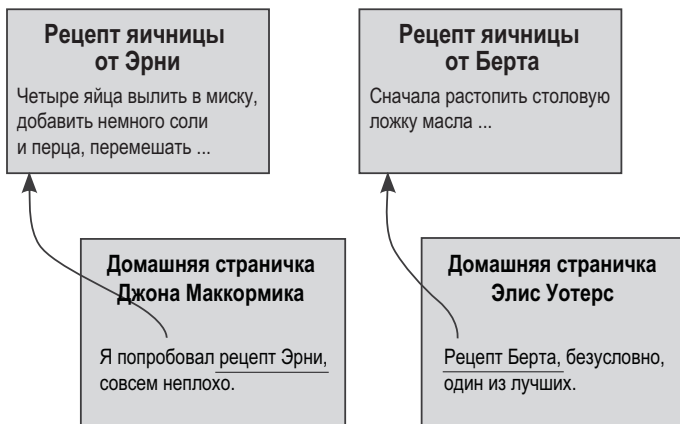 Рецепт яичницы
от Эрни
Четыре яйца вылить в миску,
добавить немного соли
и перца, перемешать ...
Рецепт яичницы
от Берта
Сначала растопить столовую
ложку масла ...
Домашняя страничка
Джона Маккормика
Я попробовал рецепт Эрни,
совсем неплохо.
Домашняя страничка
Элис Уотерс
Рецепт Берта, безусловно,
один из лучших.